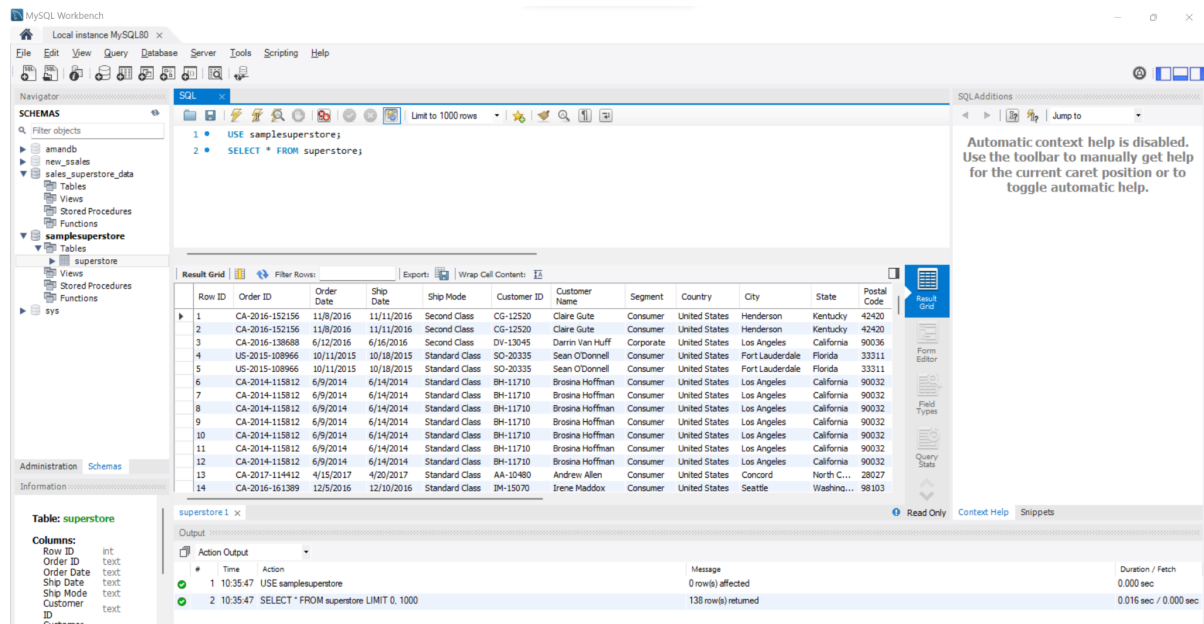 MySQL Workbench
Local instance MySQL80
File Edit View Query Database Server Tools Scripting Help
Navigator
SCHEMAS
Filter objects
amandb
new_ssales
sales_superstore_data
Tables
Views
Stored Procedures
Functions
samplesuperstore
Tables
superstore
Views
Stored Procedures
Functions
sys
Administration Schemas
Information
Table: superstore
Columns:
Row ID int
Order ID text
Order Date text
Ship Date text
Ship Mode text
Customer ID text
SQL
Limit to 1000 rows
1 USE samplesuperstore;
2 SELECT * FROM superstore;
Result Grid Filter Rows: Export: Wrap Cell Content:
Row ID Order ID Order Date Ship Date Ship Mode Customer ID Customer Name Segment Country City State Postal Code
1 CA-2016-152156 11/8/2016 11/11/2016 Second Class CG-12520 Claire Gute Consumer United States Henderson Kentucky 42420
2 CA-2016-152156 11/8/2016 11/11/2016 Second Class CG-12520 Claire Gute Consumer United States Henderson Kentucky 42420
3 CA-2016-138688 6/12/2016 6/16/2016 Second Class DV-13045 Darrin Van Huff Corporate United States Los Angeles California 90036
4 US-2015-108966 10/11/2015 10/18/2015 Standard Class SO-20335 Sean O'Donnell Consumer United States Fort Lauderdale Florida 33311
5 US-2015-108966 10/11/2015 10/18/2015 Standard Class SO-20335 Sean O'Donnell Consumer United States Fort Lauderdale Florida 33311
6 CA-2014-115812 6/9/2014 6/14/2014 Standard Class BH-11710 Brosina Hoffman Consumer United States Los Angeles California 90032
7 CA-2014-115812 6/9/2014 6/14/2014 Standard Class BH-11710 Brosina Hoffman Consumer United States Los Angeles California 90032
8 CA-2014-115812 6/9/2014 6/14/2014 Standard Class BH-11710 Brosina Hoffman Consumer United States Los Angeles California 90032
9 CA-2014-115812 6/9/2014 6/14/2014 Standard Class BH-11710 Brosina Hoffman Consumer United States Los Angeles California 90032
10 CA-2014-115812 6/9/2014 6/14/2014 Standard Class BH-11710 Brosina Hoffman Consumer United States Los Angeles California 90032
11 CA-2014-115812 6/9/2014 6/14/2014 Standard Class BH-11710 Brosina Hoffman Consumer United States Los Angeles California 90032
12 CA-2014-115812 6/9/2014 6/14/2014 Standard Class BH-11710 Brosina Hoffman Consumer United States Los Angeles California 90032
13 CA-2017-114412 4/15/2017 4/20/2017 Standard Class AA-10480 Andrew Allen Consumer United States Concord North C... 28027
14 CA-2016-161389 12/5/2016 12/10/2016 Standard Class IM-15070 Irene Maddox Consumer United States Seattle Washing... 98103
Result Grid
Form Editor
Field Types
Query Stats
superstore 1
Read Only
Output
Action Output
# Time Action Message Duration / Fetch
1 10:35:47 USE samplesuperstore 0 row(s) affected 0.000 sec
2 10:35:47 SELECT * FROM superstore LIMIT 0, 1000 138 row(s) returned 0.016 sec / 0.000 sec
SQLAdditions
Jump to
Automatic context help is disabled.
Use the toolbar to manually get help
for the current caret position or to
toggle automatic help.
Context Help Snippets